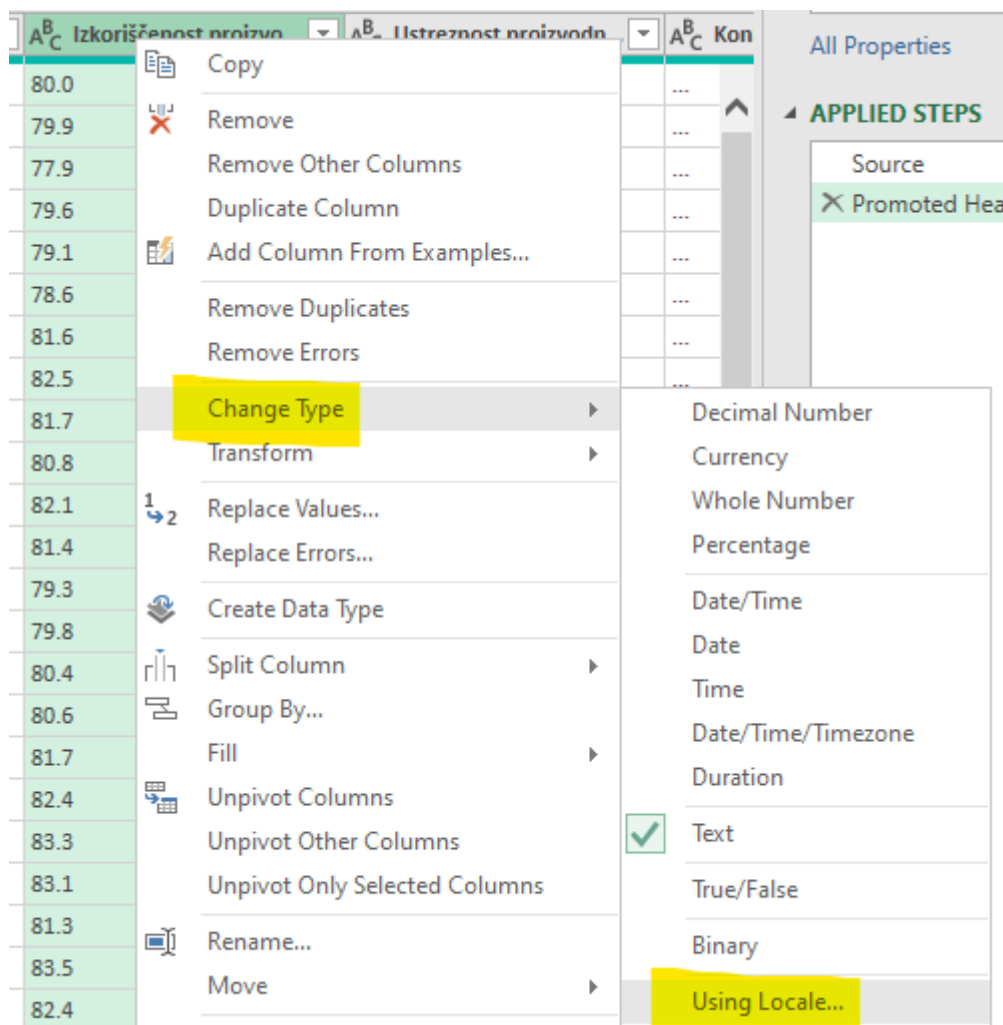 ABC Izkoriščenost proizvo... ABC Ustreznost proizvodn... ABC Kon
All Properties
APPLIED STEPS
Source
Promoted Hea
80.0
79.9
77.9
79.6
79.1
78.6
81.6
82.5
81.7
80.8
82.1
81.4
79.3
79.8
80.4
80.6
81.7
82.4
83.3
83.1
81.3
83.5
82.4
Copy
Remove
Remove Other Columns
Duplicate Column
Add Column From Examples...
Remove Duplicates
Remove Errors
Change Type
Transform
1 2 Replace Values...
Replace Errors...
Create Data Type
Split Column
Group By...
Fill
Unpivot Columns
Unpivot Other Columns
Unpivot Only Selected Columns
Rename...
Move
Decimal Number
Currency
Whole Number
Percentage
Date/Time
Date
Time
Date/Time/Timezone
Duration
Text
True/False
Binary
Using Locale...
...
...
...
...
...
...
...
...